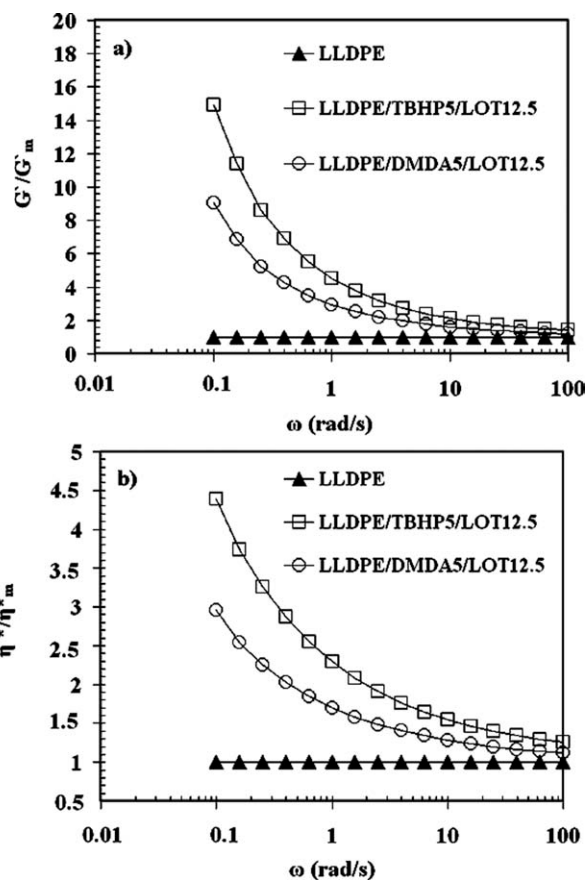 a)
LLDPE
LLDPE/TBHP5/LOT12.5
LLDPE/DMDA5/LOT12.5
G`/G`m
20
18
16
14
12
10
8
6
4
2
0
0.01 0.1 1 10 100
ω (rad/s)
b)
LLDPE
LLDPE/TBHP5/LOT12.5
LLDPE/DMDA5/LOT12.5
η*/η*m
5
4.5
4
3.5
3
2.5
2
1.5
1
0.5
0.01 0.1 1 10 100
ω (rad/s)